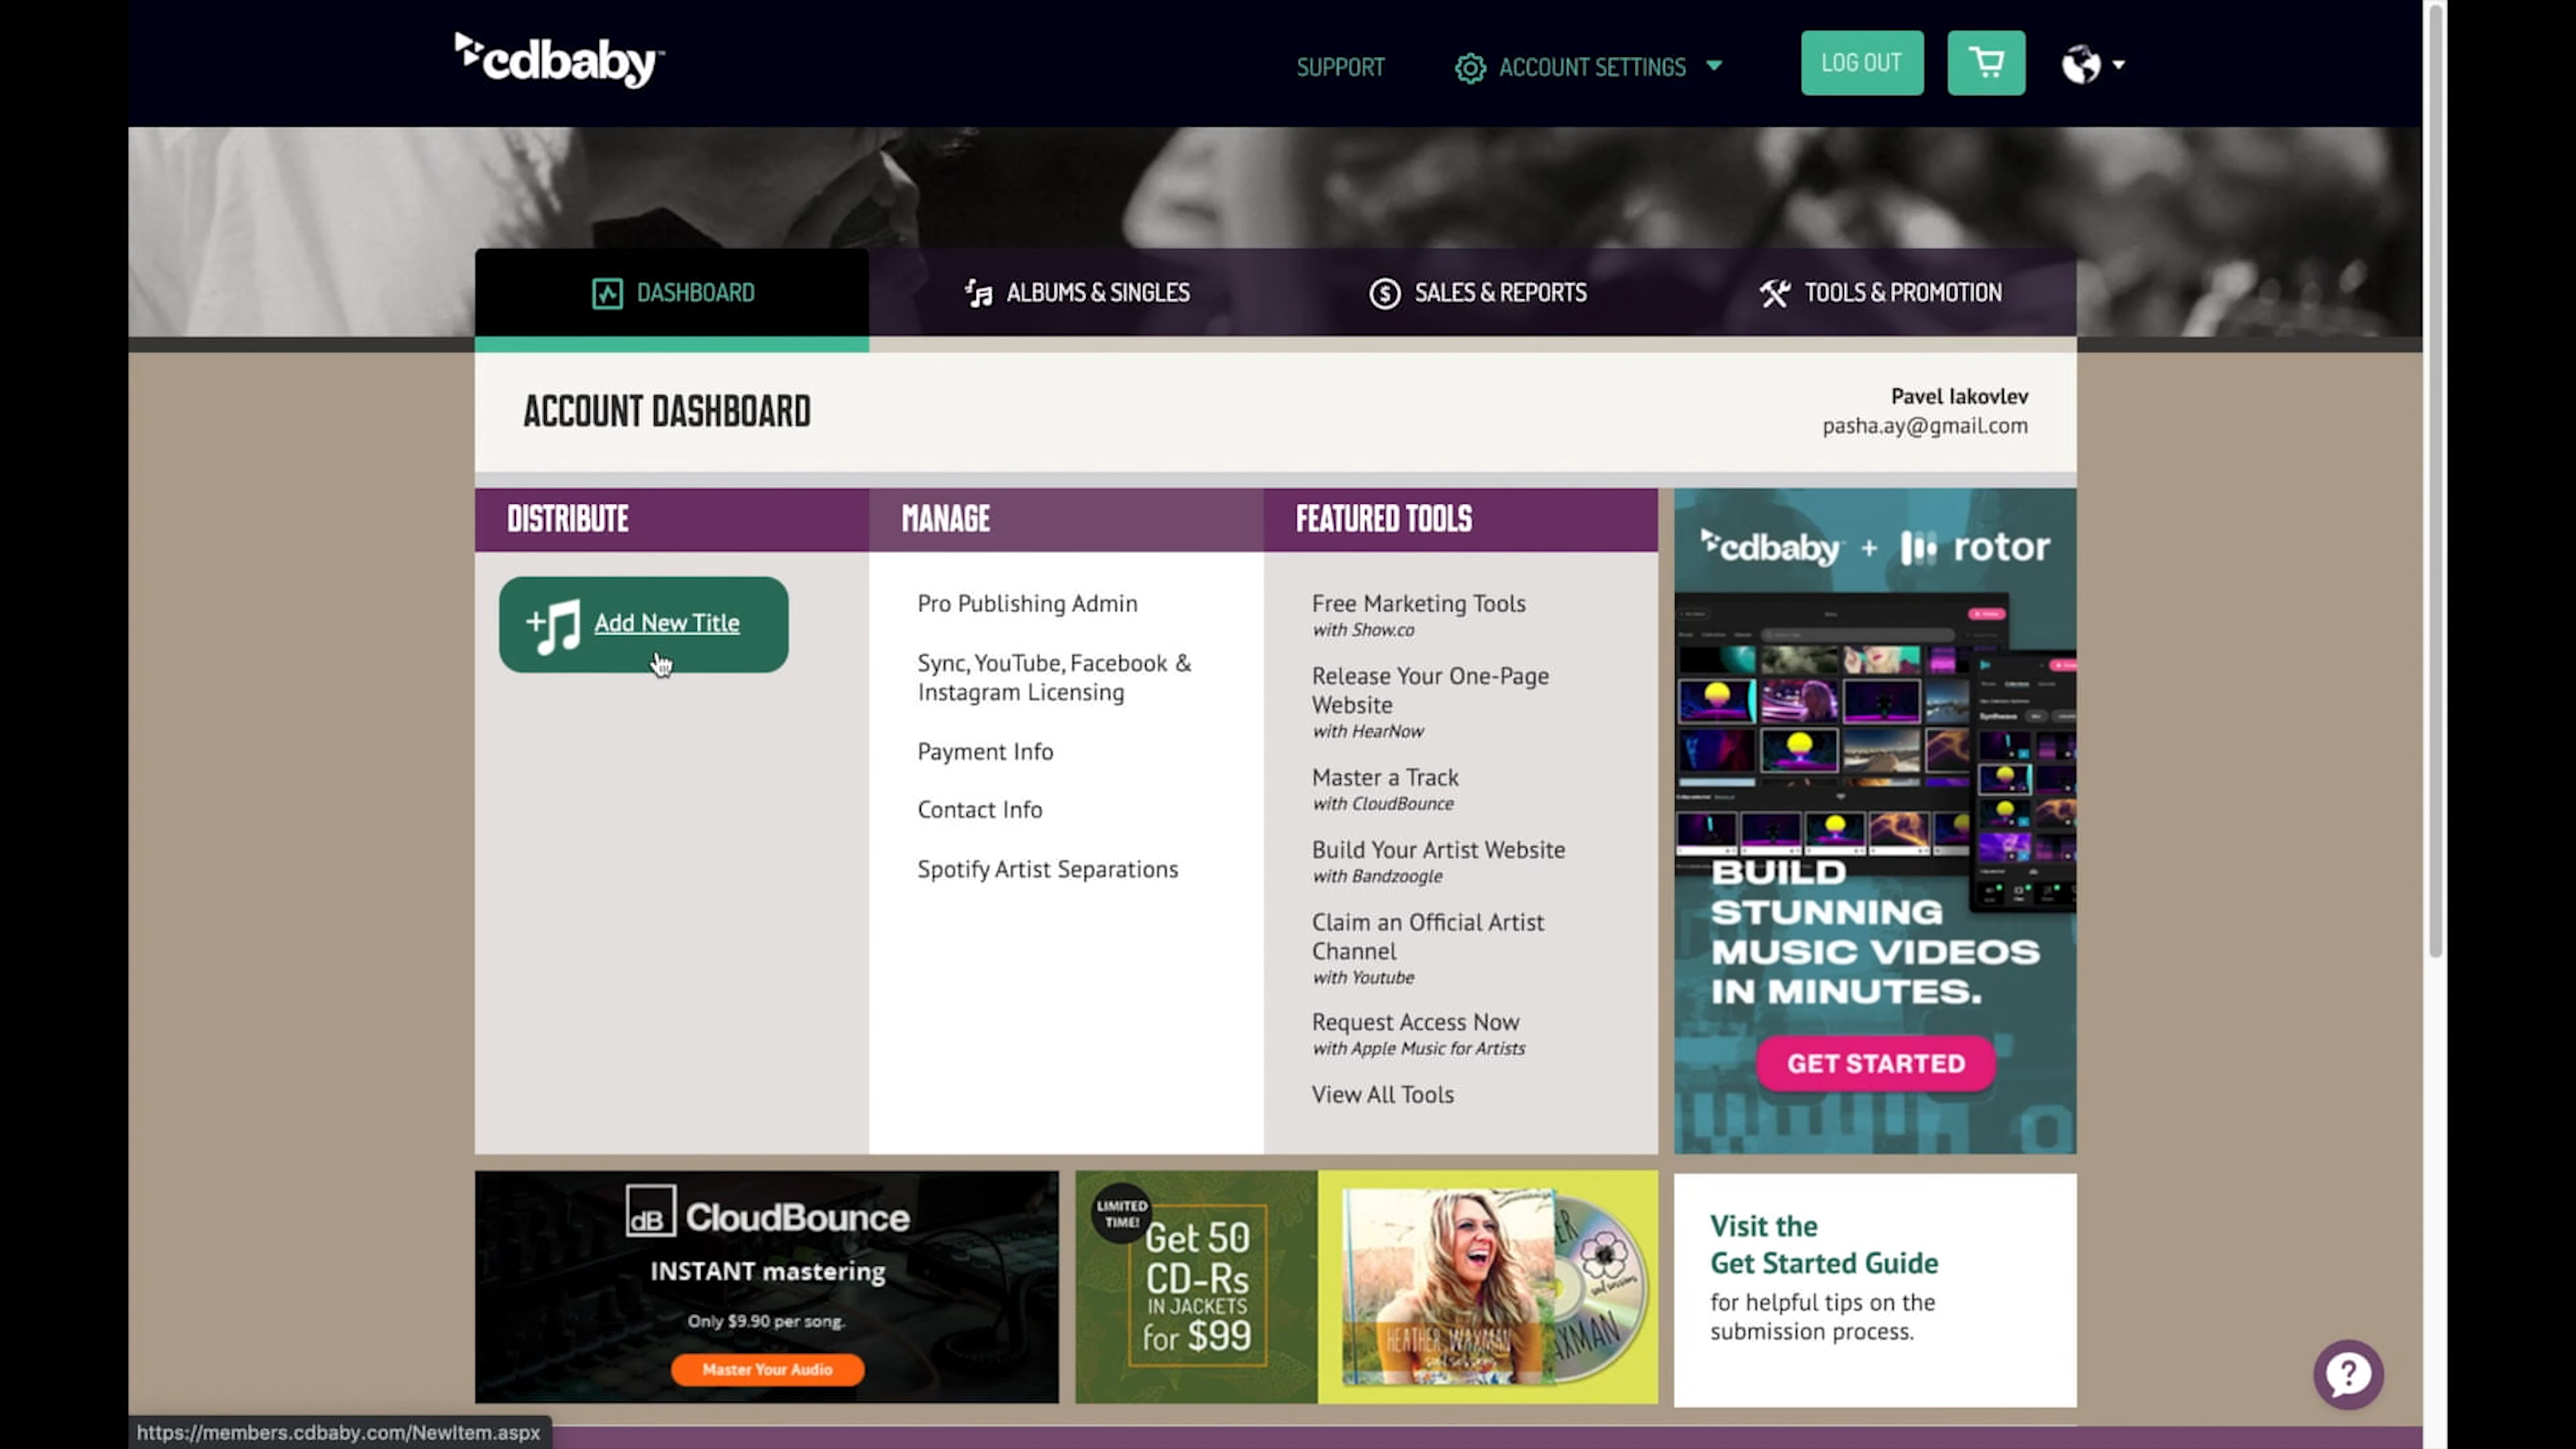 cdbaby
SUPPORT
ACCOUNT SETTINGS
LOG OUT
DASHBOARD
ALBUMS & SINGLES
SALES & REPORTS
TOOLS & PROMOTION
ACCOUNT DASHBOARD
Pavel Iakovlev
pasha.ay@gmail.com
DISTRIBUTE
Add New Title
MANAGE
Pro Publishing Admin
Sync, YouTube, Facebook &
Instagram Licensing
Payment Info
Contact Info
Spotify Artist Separations
FEATURED TOOLS
Free Marketing Tools
with Show.co
Release Your One-Page
Website
with HearNow
Master a Track
with CloudBounce
Build Your Artist Website
with Bandzoogle
Claim an Official Artist
Channel
with Youtube
Request Access Now
with Apple Music for Artists
View All Tools
cdbaby + rotor
BUILD
STUNNING
MUSIC VIDEOS
IN MINUTES.
GET STARTED
dB CloudBounce
INSTANT mastering
Only $9.90 per song.
Master Your Audio
LIMITED
TIME!
Get 50
CD-Rs
IN JACKETS
for $99
HEATHER WAXMAN
Visit the
Get Started Guide
for helpful tips on the
submission process.
https://members.cdbaby.com/NewItem.aspx